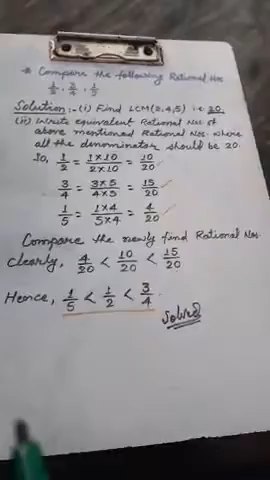 * Compare the following Rational Nos
1/2, 3/4, 1/5
Solution:- (i) Find LCM(2,4,5) i.e 20
(ii) Write equivalent Rational Nos of
above mentioned Rational Nos. where
all the denominator should be 20.
So, 1/2 = 1×10/2×10 = 10/20
3/4 = 3×5/4×5 = 15/20
1/5 = 1×4/5×4 = 4/20
Compare the newly find Rational Nos.
Clearly, 4/20 < 10/20 < 15/20
Hence, 1/5 < 1/2 < 3/4
Solved